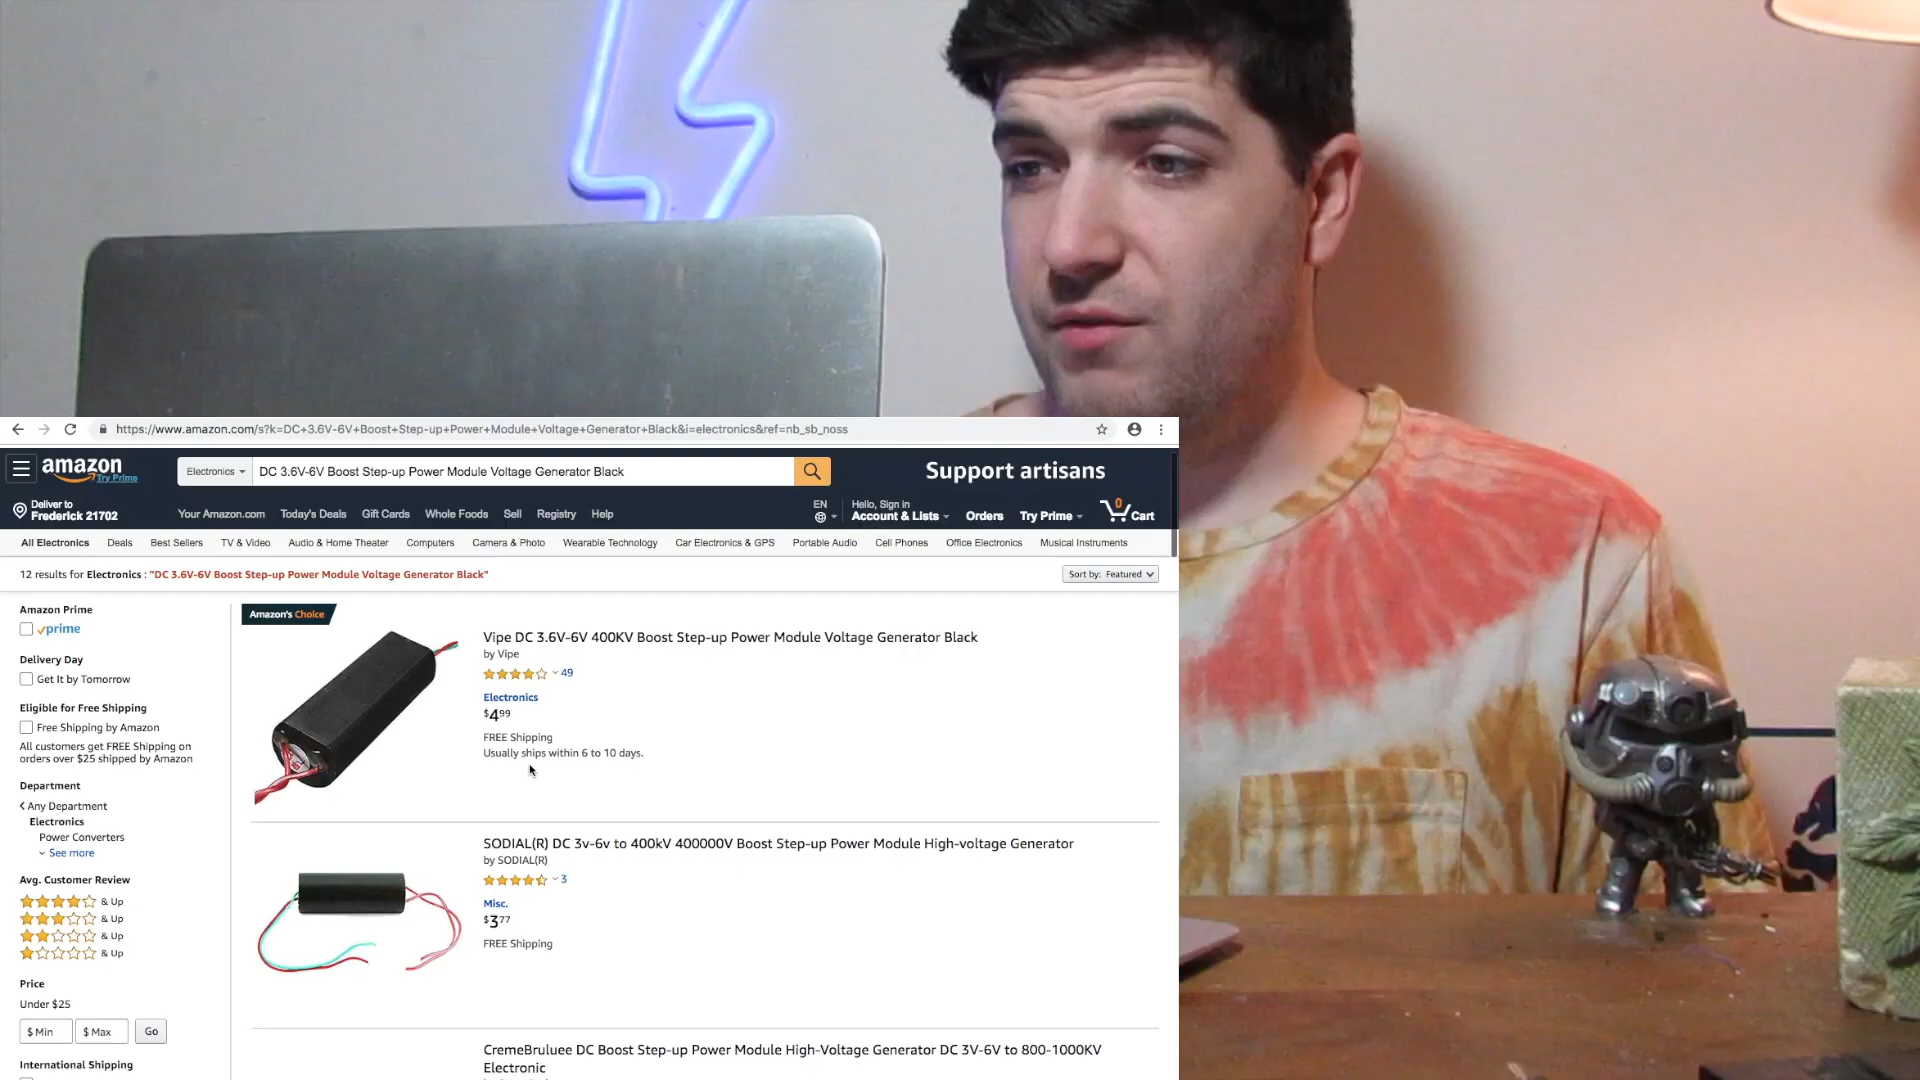 https://www.amazon.com/s?k=DC+3.6V-6V+Boost+Step-up+Power+Module+Voltage+Generator+Black&i=electronics&ref=nb_sb_noss
amazon
Try Prime
Electronics
DC 3.6V-6V Boost Step-up Power Module Voltage Generator Black
Support artisans
Deliver to
Frederick 21702
Your Amazon.com
Today's Deals
Gift Cards
Whole Foods
Sell
Registry
Help
EN
Hello, Sign in
Account & Lists
Orders
Try Prime
0
Cart
All Electronics
Deals
Best Sellers
TV & Video
Audio & Home Theater
Computers
Camera & Photo
Wearable Technology
Car Electronics & GPS
Portable Audio
Cell Phones
Office Electronics
Musical Instruments
12 results for Electronics : "DC 3.6V-6V Boost Step-up Power Module Voltage Generator Black"
Sort by: Featured
Amazon Prime
prime
Delivery Day
Get It by Tomorrow
Eligible for Free Shipping
Free Shipping by Amazon
All customers get FREE Shipping on
orders over $25 shipped by Amazon
Department
Any Department
Electronics
Power Converters
See more
Avg. Customer Review
& Up
& Up
& Up
& Up
Price
Under $25
$ Min
$ Max
Go
International Shipping
Amazon's Choice
Vipe DC 3.6V-6V 400KV Boost Step-up Power Module Voltage Generator Black
by Vipe
49
Electronics
$4 99
FREE Shipping
Usually ships within 6 to 10 days.
SODIAL(R) DC 3v-6v to 400kV 400000V Boost Step-up Power Module High-voltage Generator
by SODIAL(R)
3
Misc.
$3 77
FREE Shipping
CremeBruluee DC Boost Step-up Power Module High-Voltage Generator DC 3V-6V to 800-1000KV
Electronic